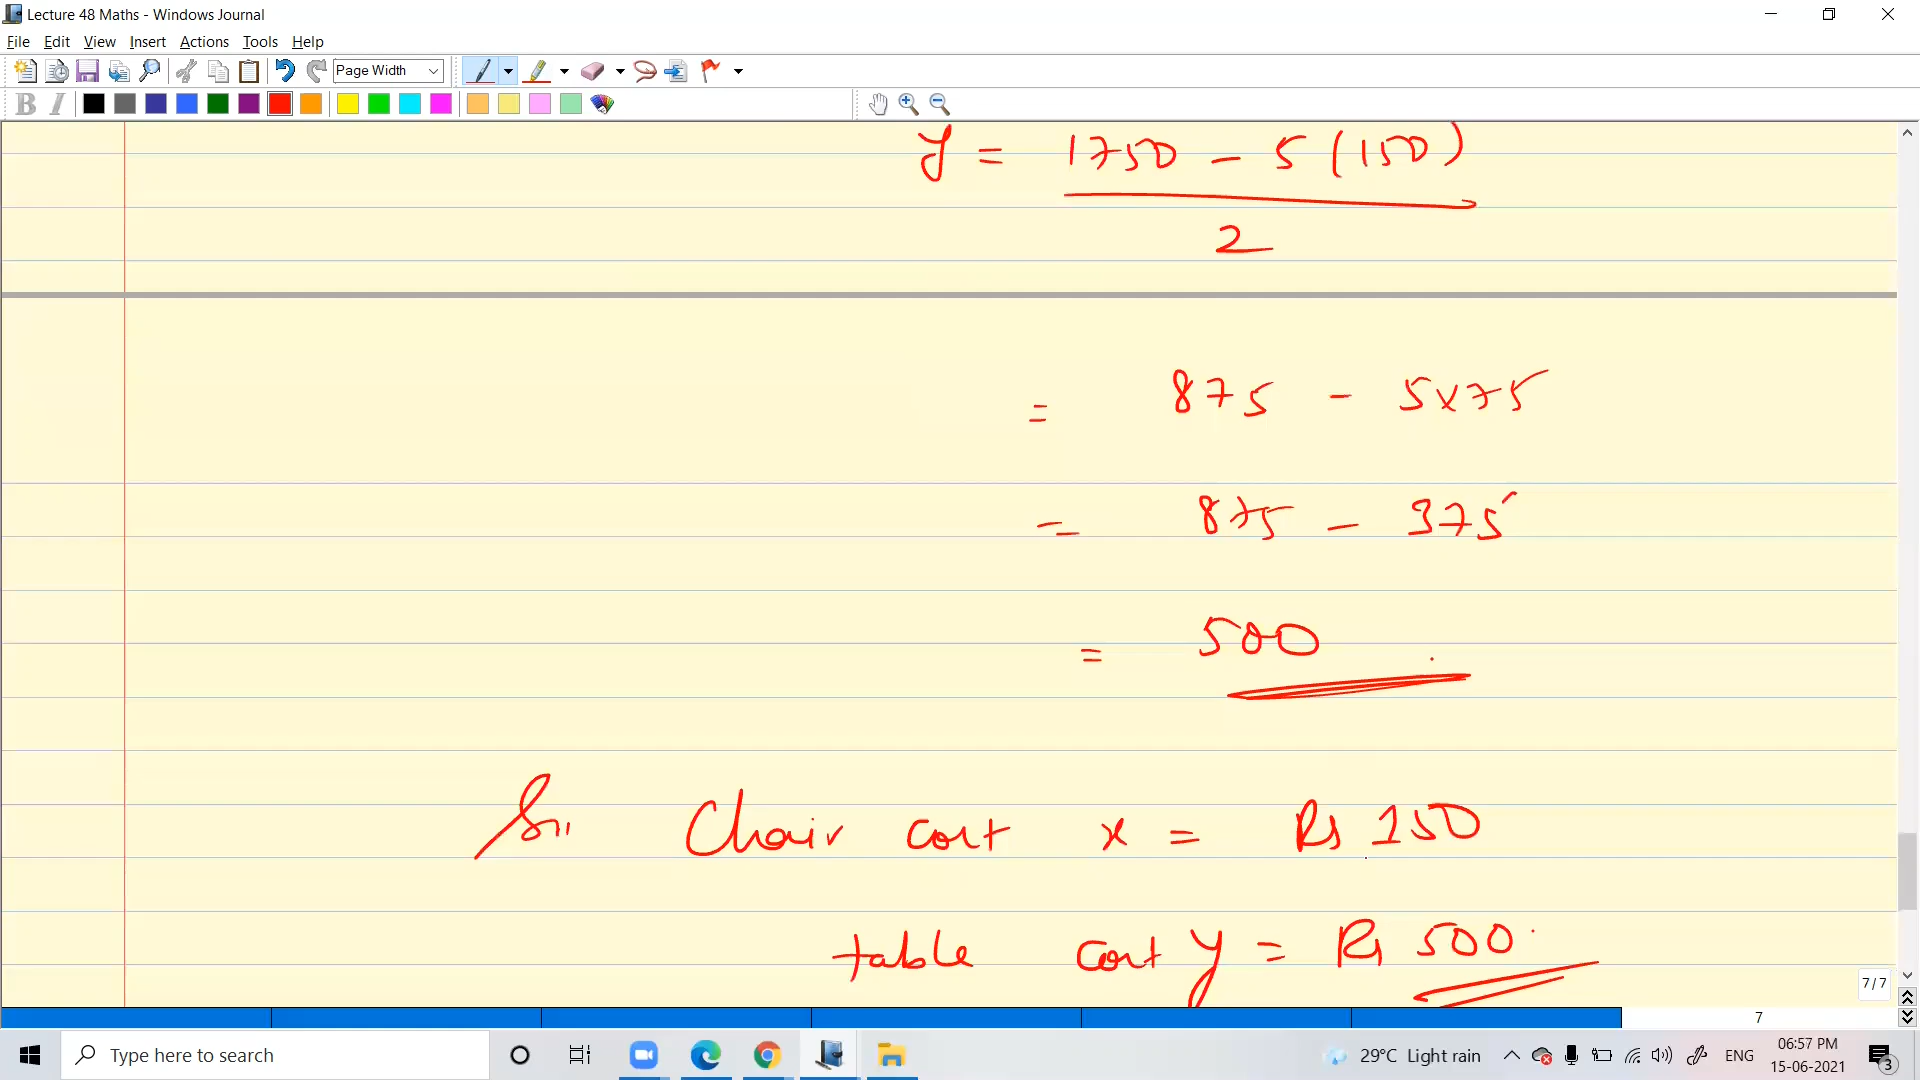 Lecture 48 Maths - Windows Journal
File Edit View Insert Actions Tools Help
Page Width
B I
y = 1750 - 5 (150)
2
= 875 - 5x75
= 875 - 375
= 500
Chair cost x = Rs 150
table cost y = Rs 500
7 / 7
7
Type here to search
29°C Light rain
ENG
06:57 PM
15-06-2021
3